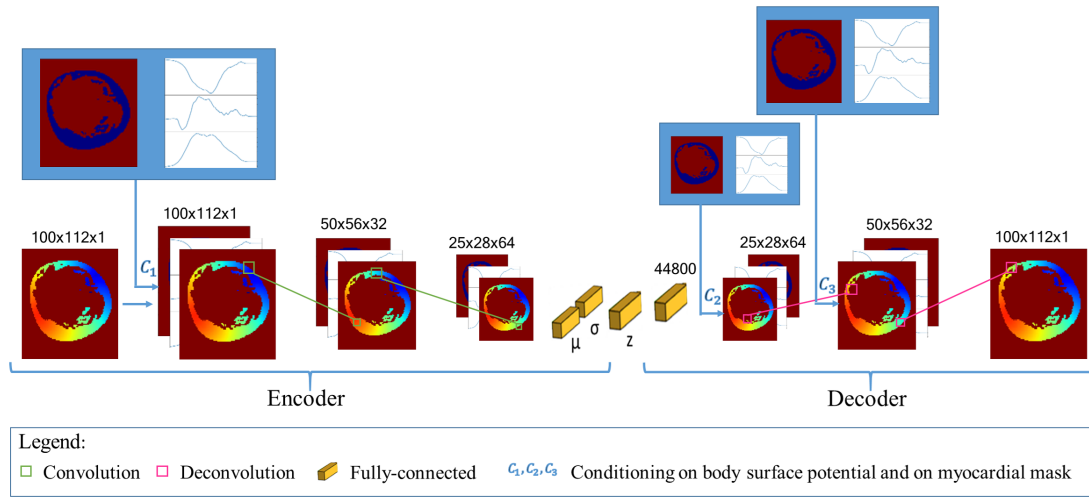 100x112x1
C₁
100x112x1
50x56x32
25x28x64
μ
σ
z
44800
C₂
25x28x64
C₃
50x56x32
100x112x1
Encoder
Decoder
Legend:
Convolution
Deconvolution
Fully-connected
C₁, C₂, C₃ Conditioning on body surface potential and on myocardial mask